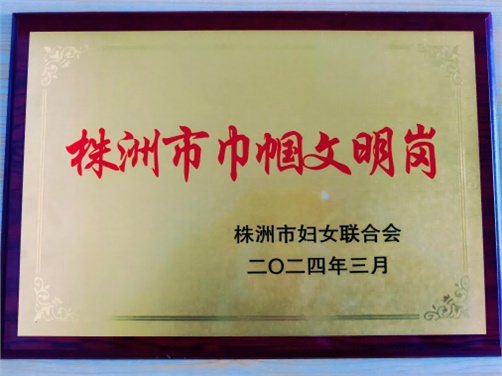 株洲市巾帼文明岗
株洲市妇女联合会
二〇二四年三月